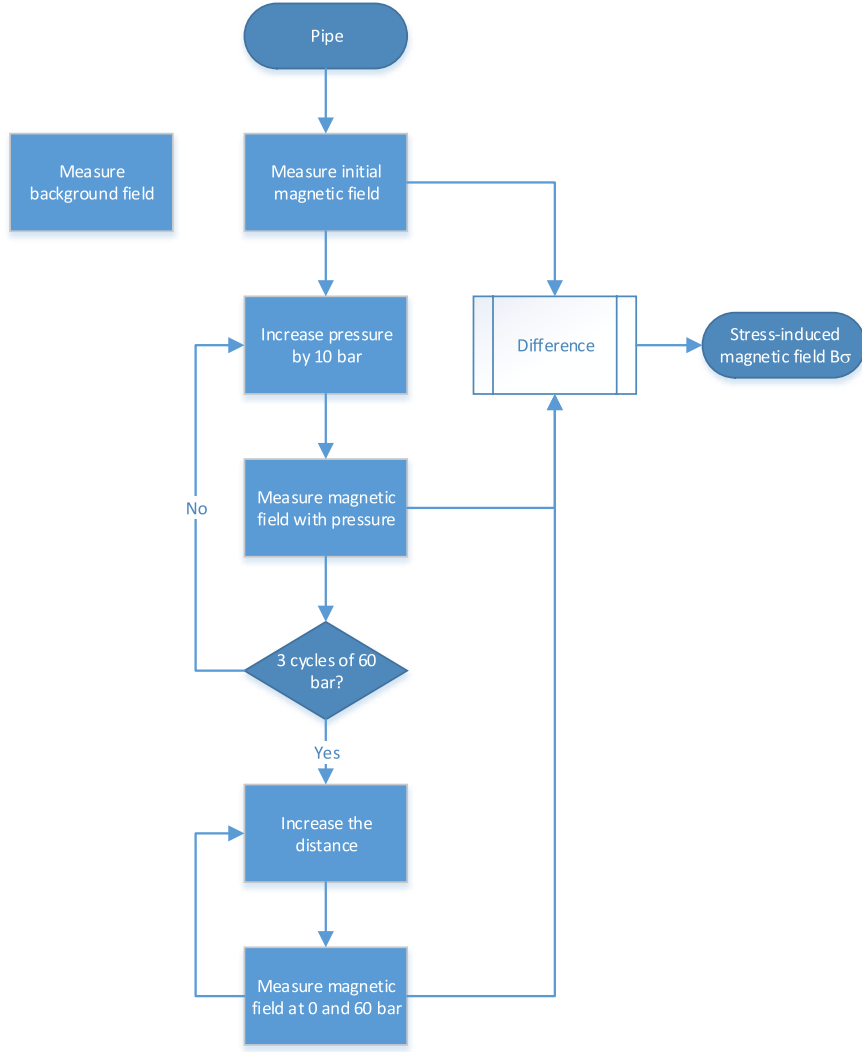 Pipe
Measure
background field
Measure initial
magnetic field
Increase pressure
by 10 bar
Difference
Stress-induced
magnetic field Bσ
Measure magnetic
field with pressure
No
3 cycles of 60
bar?
Yes
Increase the
distance
Measure magnetic
field at 0 and 60 bar